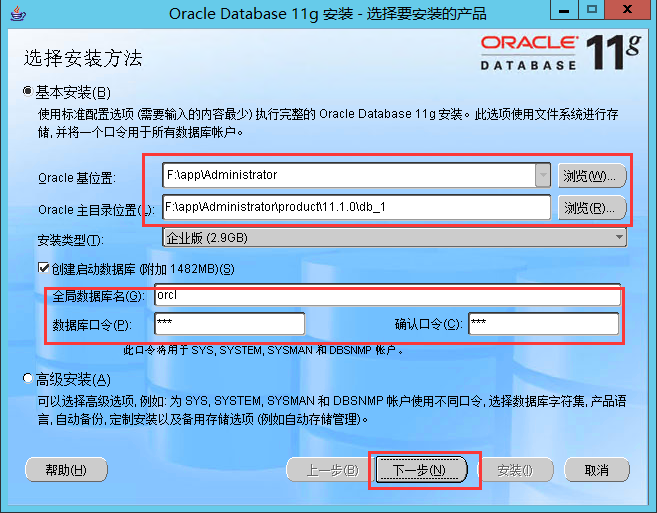 Oracle Database 11g 安装 - 选择要安装的产品
选择安装方法
ORACLE DATABASE 11g
基本安装(B)
使用标准配置选项 (需要输入的内容最少) 执行完整的 Oracle Database 11g 安装。此选项使用文件系统进行存
储, 并将一个口令用于所有数据库帐户。
Oracle 基位置: F:\app\Administrator 浏览(W)...
Oracle 主目录位置(L): F:\app\Administrator\product\11.1.0\db_1 浏览(R)...
安装类型(T): 企业版 (2.9GB)
创建启动数据库 (附加 1482MB)(S)
全局数据库名(G): orcl
数据库口令(P): *** 确认口令(C): ***
此口令将用于 SYS, SYSTEM, SYSMAN 和 DBSNMP 帐户。
高级安装(A)
可以选择高级选项, 例如: 为 SYS, SYSTEM, SYSMAN 和 DBSNMP 帐户使用不同口令, 选择数据库字符集, 产品语
言, 自动备份, 定制安装以及备用存储选项 (例如自动存储管理)。
帮助(H) 上一步(B) 下一步(N) 安装(I) 取消